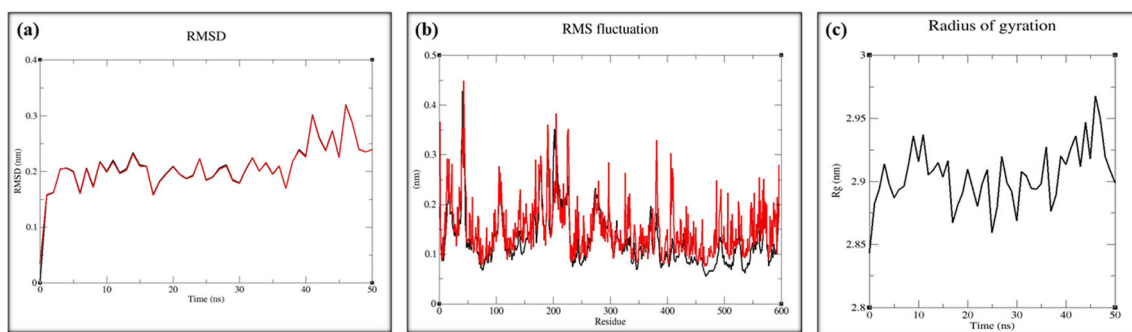 (a)
RMSD
0.4
0.3
0.2
0.1
0
RMSD (nm)
0
10
20
30
40
50
Time (ns)
(b)
RMS fluctuation
0.5
0.4
0.3
0.2
0.1
0
(nm)
0
100
200
300
400
500
600
Residue
(c)
Radius of gyration
3
2.95
2.9
2.85
2.8
Rg (nm)
0
10
20
30
40
50
Time (ns)